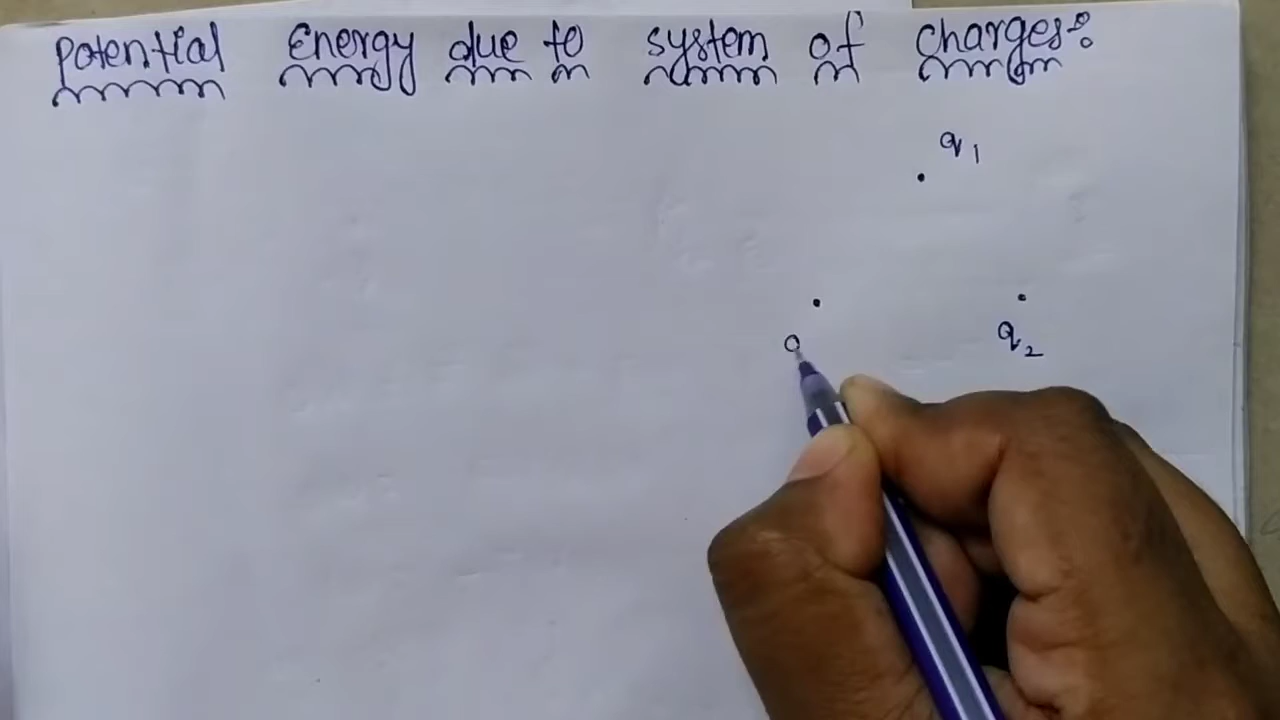 Potential Energy due to system of charges:
q1
q2